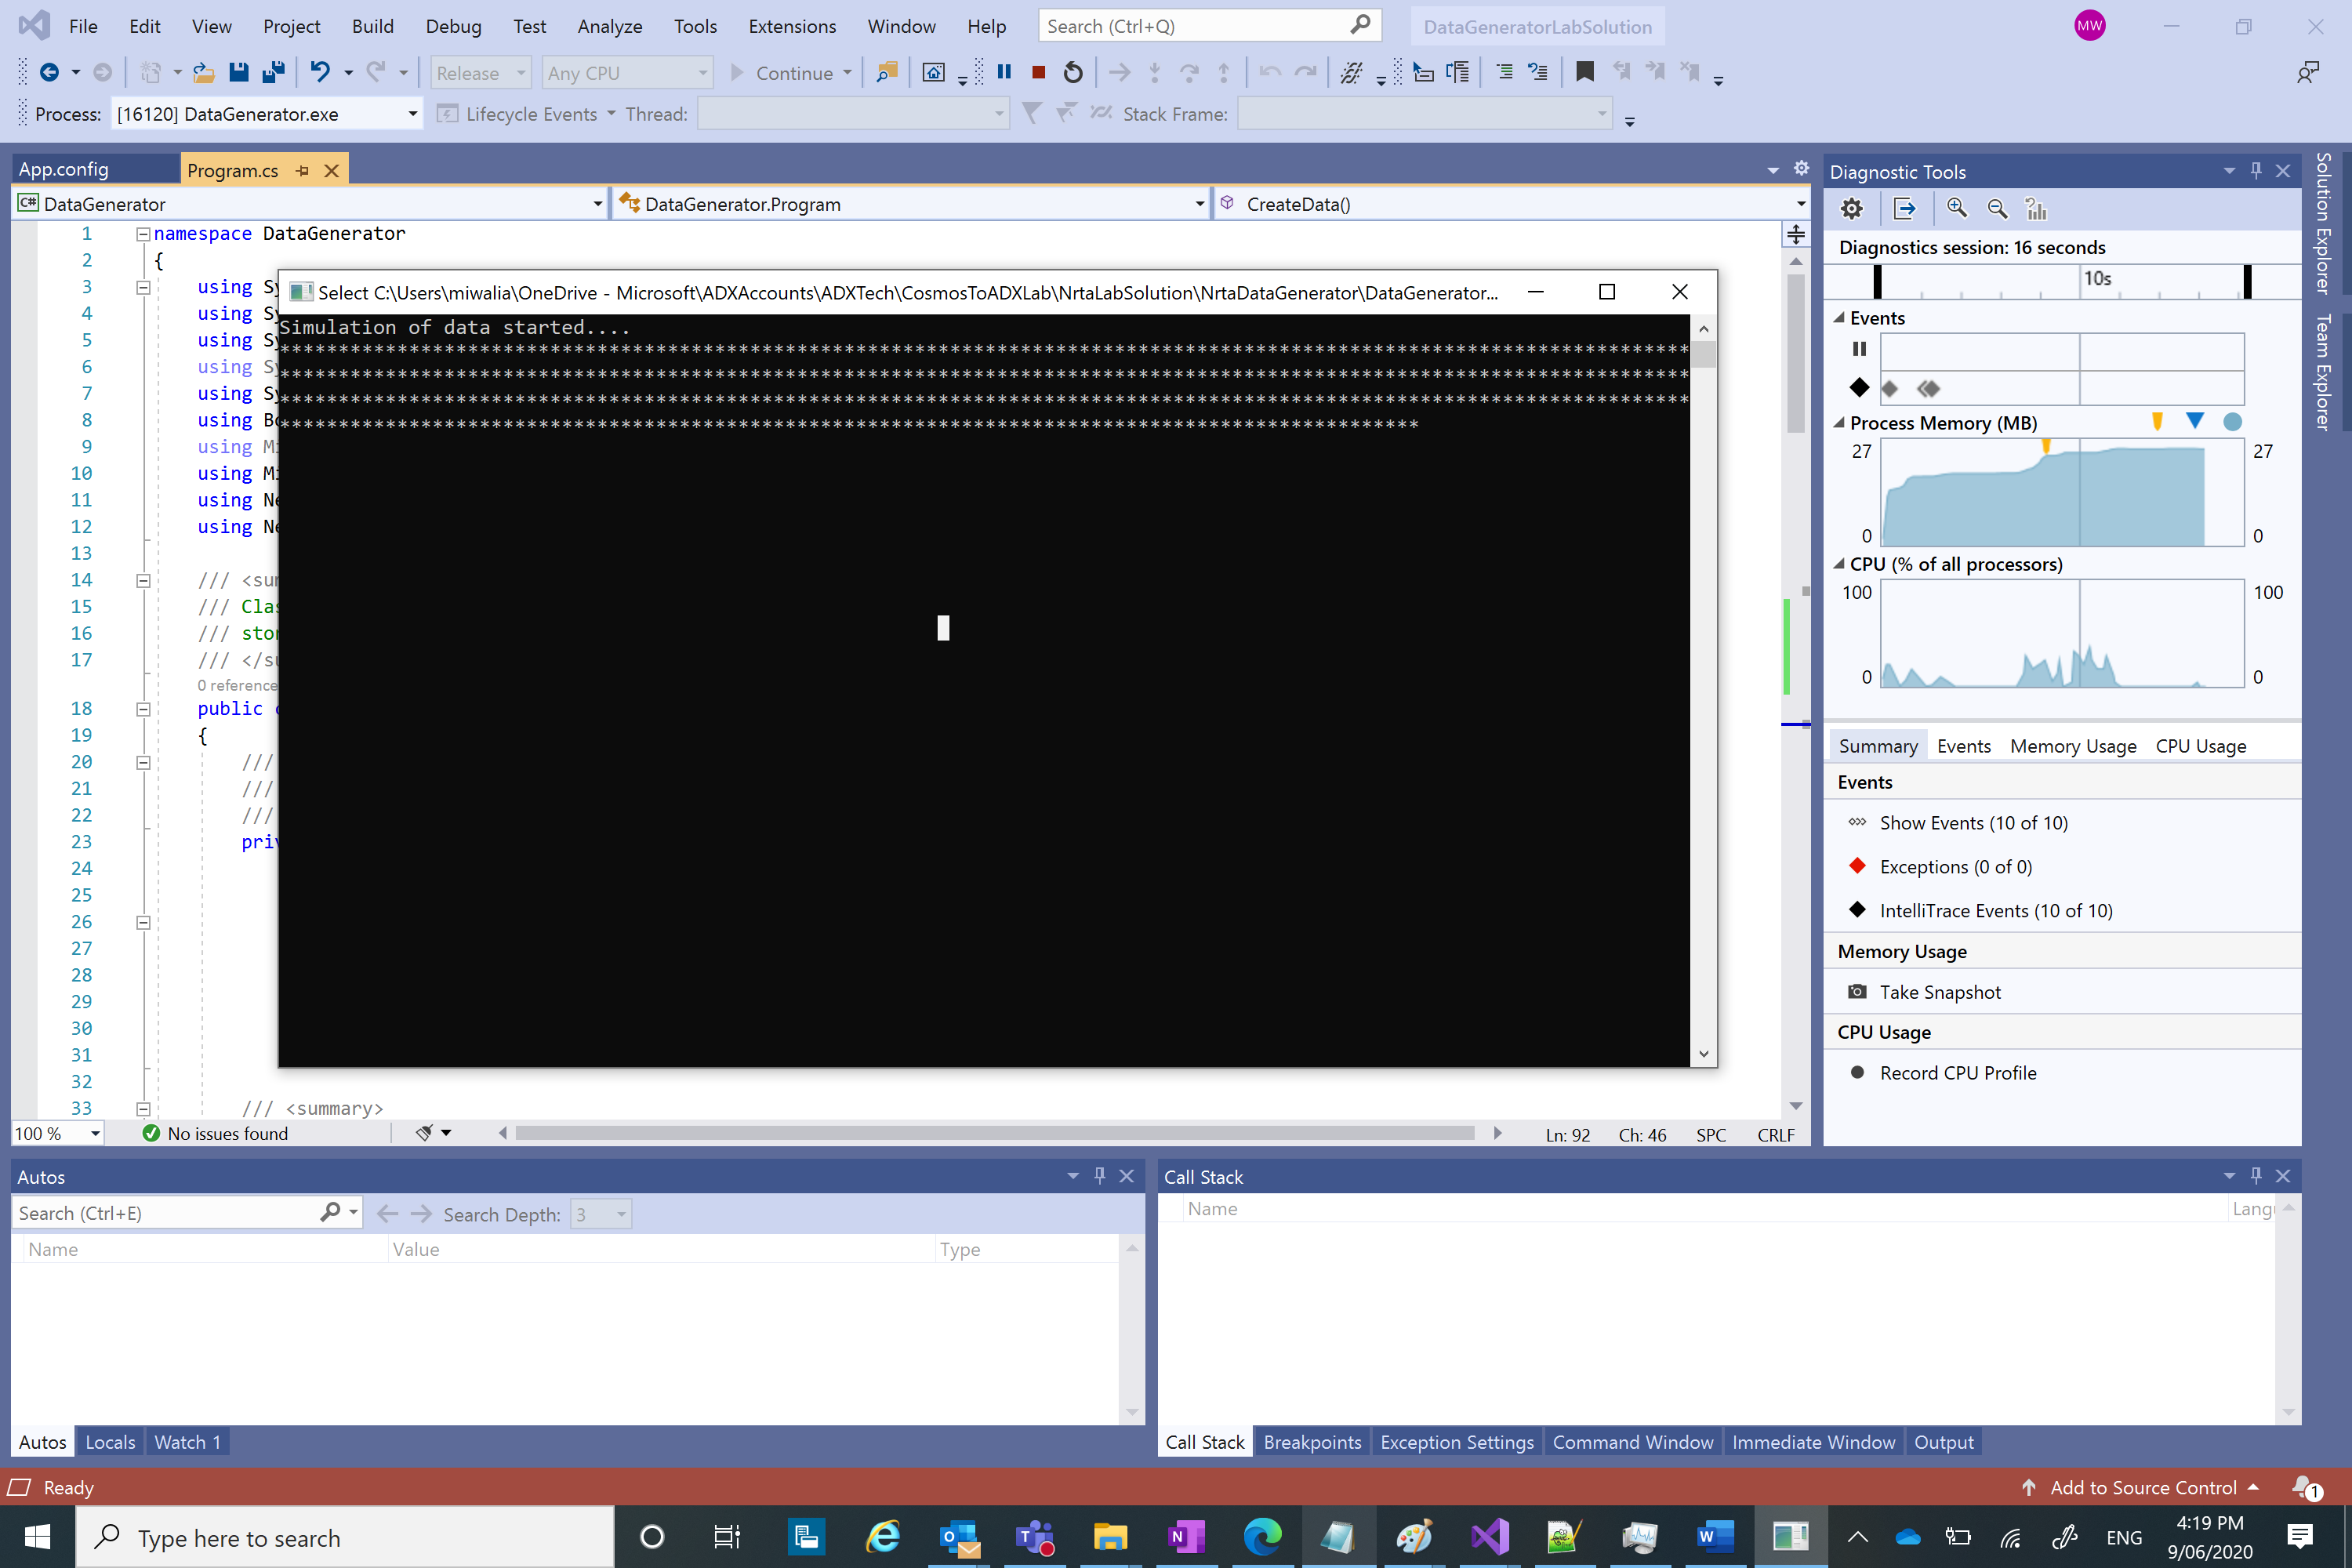 File Edit View Project Build Debug Test Analyze Tools Extensions Window Help Search (Ctrl+Q) DataGeneratorLabSolution MW
Release Any CPU Continue
Process: [16120] DataGenerator.exe Lifecycle Events Thread: Stack Frame:
App.config Program.cs
C# DataGenerator DataGenerator.Program CreateData()
1 namespace DataGenerator
2 {
3 using Sy
4 using Sy
5 using Sy
6 using Sy
7 using Sy
8 using Bo
9 using Mi
10 using Mi
11 using Ne
12 using Ne
13
14 /// <sum
15 /// Clas
16 /// stor
17 /// </su
0 reference
18 public c
19 {
20 ///
21 ///
22 ///
23 priv
24
25
26
27
28
29
30
31
32
33 /// <summary>
Select C:\Users\miwalia\OneDrive - Microsoft\ADXAccounts\ADXTech\CosmosToADXLab\NrtaLabSolution\NrtaDataGenerator\DataGenerator...
Simulation of data started....
************************************************************************************************************************
************************************************************************************************************************
************************************************************************************************************************
*************************************************************************************************
100 % No issues found Ln: 92 Ch: 46 SPC CRLF
Diagnostic Tools
Diagnostics session: 16 seconds
10s
Events
Process Memory (MB)
27 27
0 0
CPU (% of all processors)
100 100
0 0
Summary Events Memory Usage CPU Usage
Events
Show Events (10 of 10)
Exceptions (0 of 0)
IntelliTrace Events (10 of 10)
Memory Usage
Take Snapshot
CPU Usage
Record CPU Profile
Solution Explorer
Team Explorer
Autos
Search (Ctrl+E) Search Depth: 3
Name Value Type
Autos Locals Watch 1
Call Stack
Name Langu
Call Stack Breakpoints Exception Settings Command Window Immediate Window Output
Ready Add to Source Control 1
Type here to search ENG 4:19 PM
9/06/2020